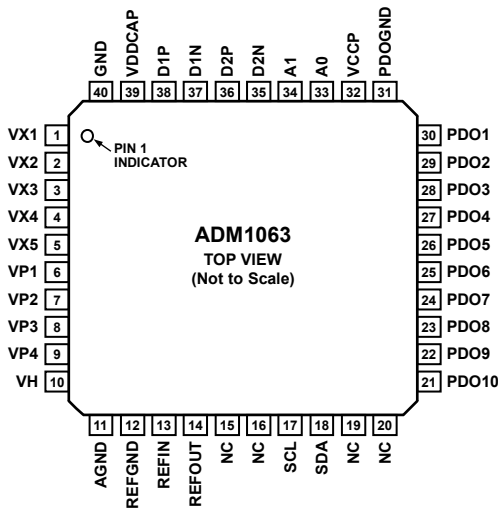 GND
VDDCAP
D1P
D1N
D2P
D2N
A1
A0
VCCP
PDOGND
40
39
38
37
36
35
34
33
32
31
VX1 1
VX2 2
VX3 3
VX4 4
VX5 5
VP1 6
VP2 7
VP3 8
VP4 9
VH 10
PIN 1
INDICATOR
ADM1063
TOP VIEW
(Not to Scale)
30 PDO1
29 PDO2
28 PDO3
27 PDO4
26 PDO5
25 PDO6
24 PDO7
23 PDO8
22 PDO9
21 PDO10
11
12
13
14
15
16
17
18
19
20
AGND
REFGND
REFIN
REFOUT
NC
NC
SCL
SDA
NC
NC